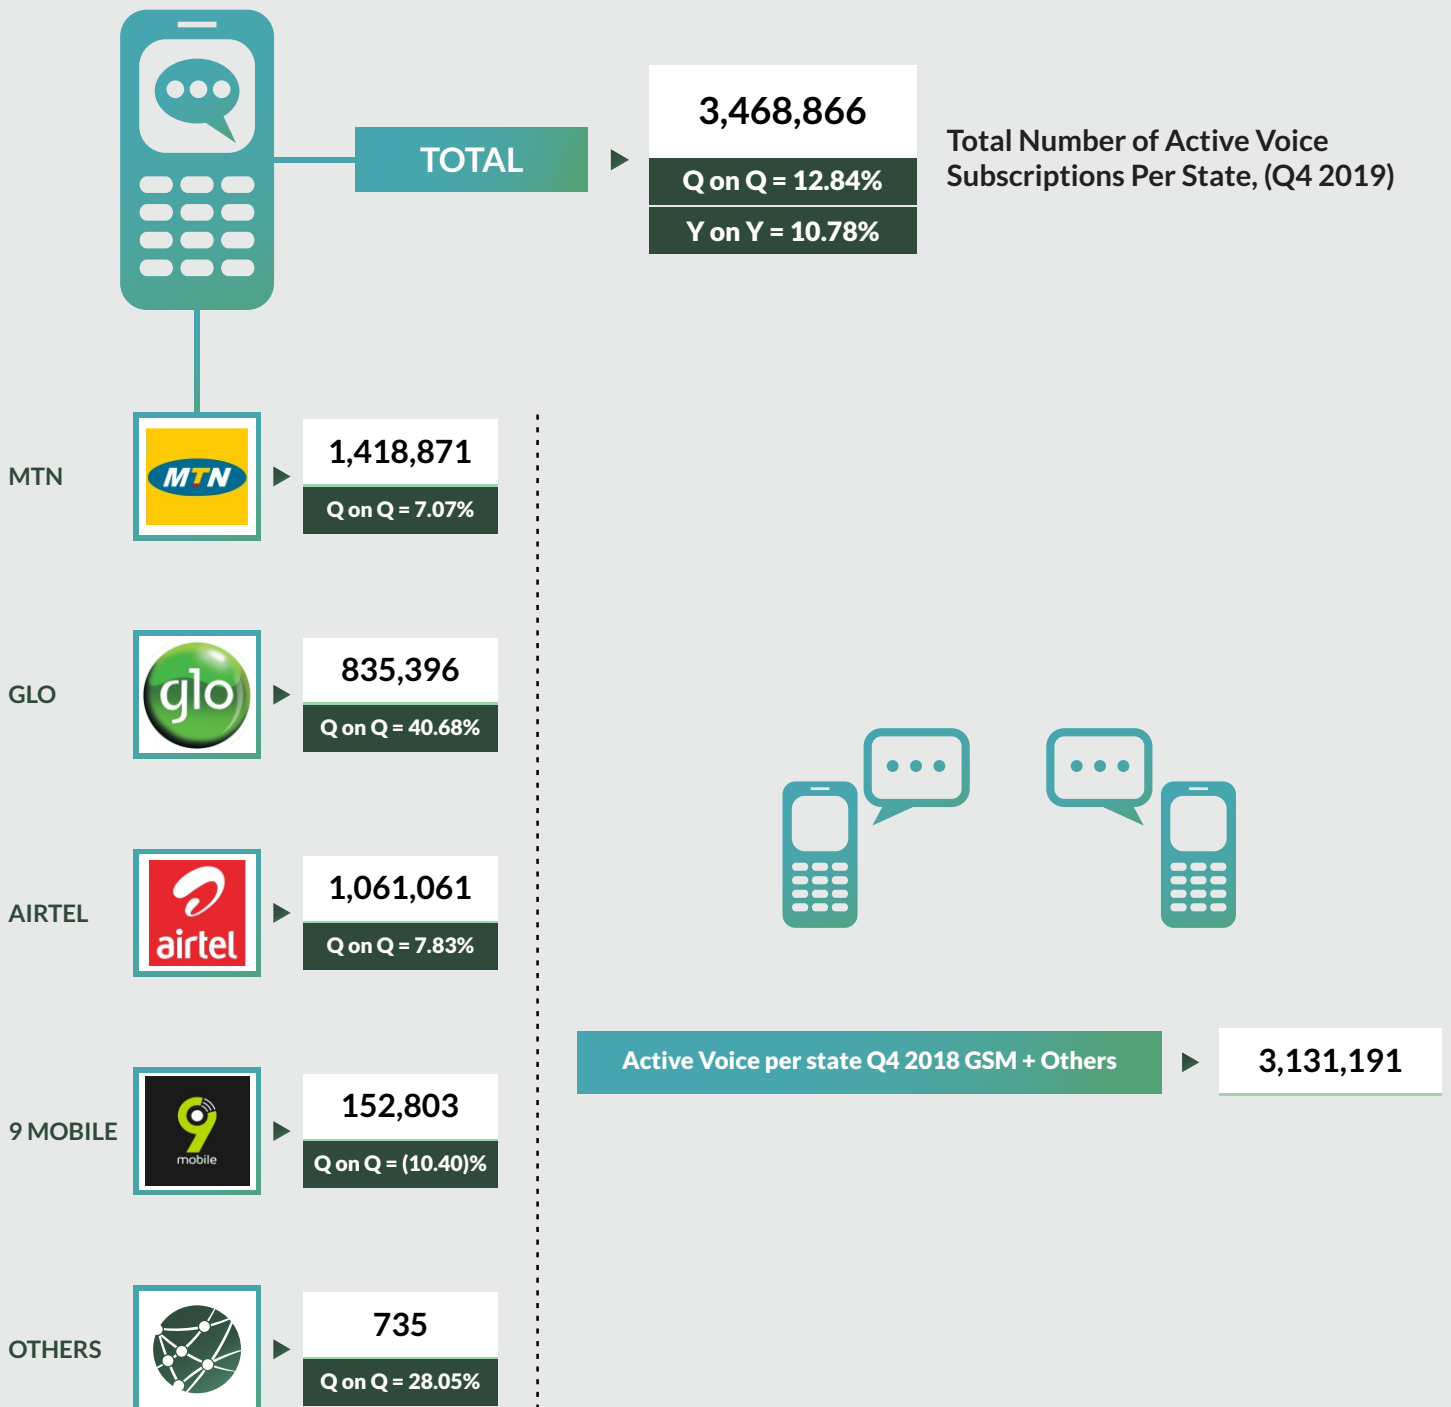 TOTAL
3,468,866
Q on Q = 12.84%
Y on Y = 10.78%
Total Number of Active Voice
Subscriptions Per State, (Q4 2019)
MTN
MTN
1,418,871
Q on Q = 7.07%
GLO
glo
835,396
Q on Q = 40.68%
AIRTEL
airtel
1,061,061
Q on Q = 7.83%
Active Voice per state Q4 2018 GSM + Others
3,131,191
9 MOBILE
9
mobile
152,803
Q on Q = (10.40)%
OTHERS
735
Q on Q = 28.05%